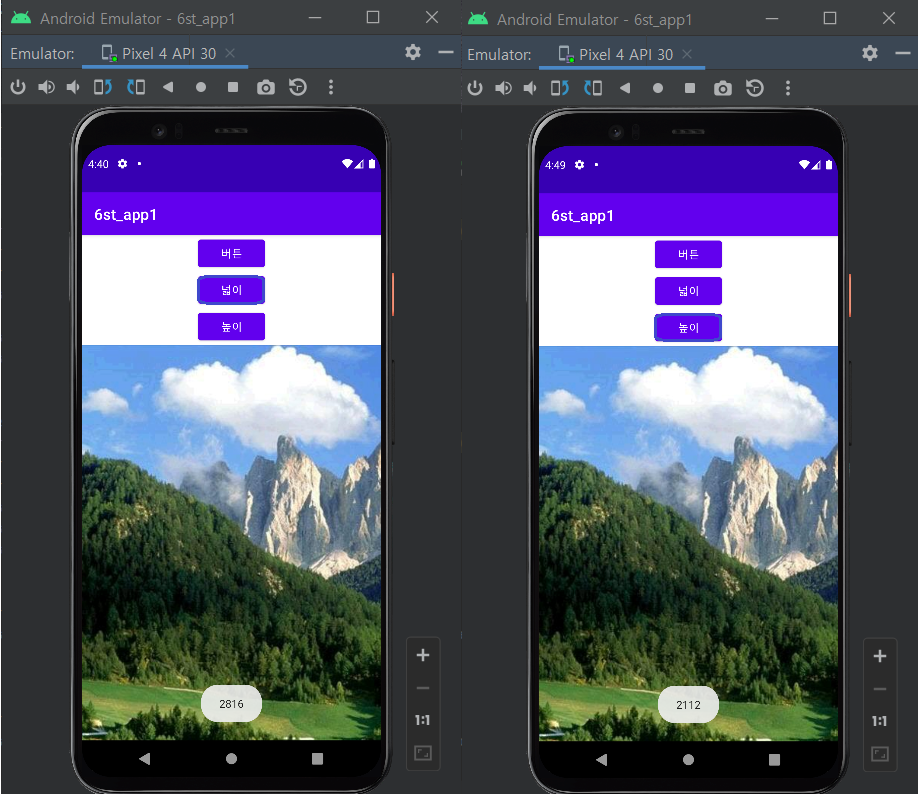 Android Emulator - 6st_app1
Emulator: Pixel 4 API 30
4:40
6st_app1
버튼
넓이
높이
2816
1:1
Android Emulator - 6st_app1
Emulator: Pixel 4 API 30
4:49
6st_app1
버튼
넓이
높이
2112
1:1